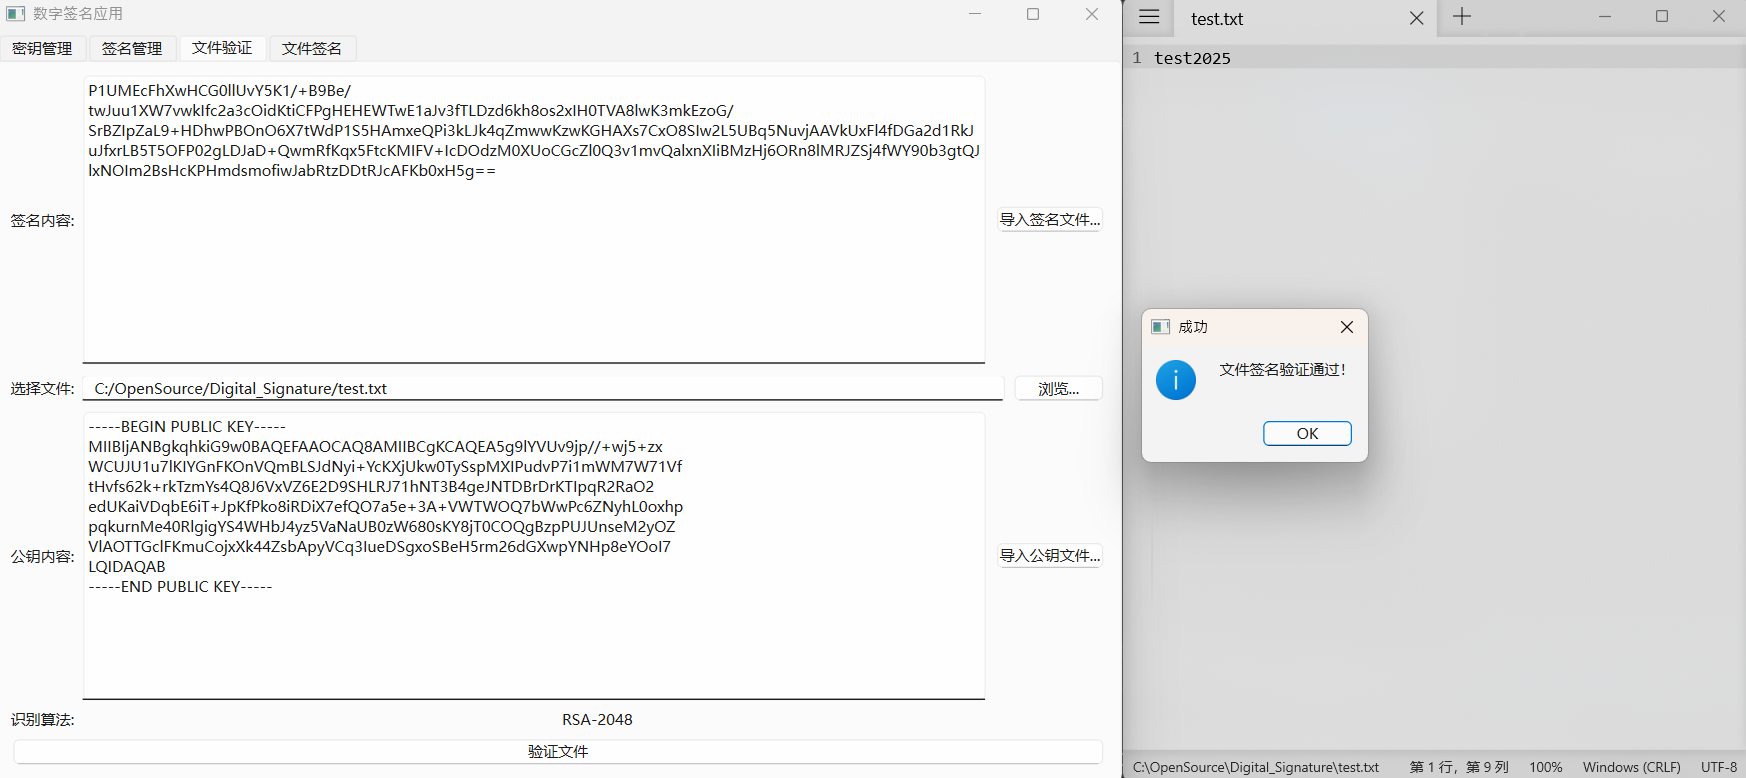 数字签名应用
密钥管理
签名管理
文件验证
文件签名
签名内容:
P1UMEcFhXwHCG0llUvY5K1/+B9Be/
twJuu1XW7vwkIfc2a3cOidKtiCFPgHEHEWTwE1aJv3fTLDzd6kh8os2xIH0TVA8lwK3mkEzoG/
SrBZIpZaL9+HDhwPBOnO6X7tWdP1S5HAmxeQPi3kLJk4qZmwwKzwKGHAXs7CxO8SIw2L5UBq5NuvjAAVkUxFl4fDGa2d1RkJ
uJfxrLB5T5OFP02gLDJaD+QwmRfKqx5FtcKMIFV+IcDOdzM0XUoCGcZl0Q3v1mvQalxnXIiBMzHj6ORn8lMRJZSj4fWY90b3gtQJ
lxNOIm2BsHcKPHmdsmofiwJabRtzDDtRJcAFKb0xH5g==
导入签名文件...
选择文件:
C:/OpenSource/Digital_Signature/test.txt
浏览...
公钥内容:
-----BEGIN PUBLIC KEY-----
MIIBIjANBgkqhkiG9w0BAQEFAAOCAQ8AMIIBCgKCAQEA5g9lYVUv9jp//+wj5+zx
WCUJU1u7lKIYGnFKOnVQmBLSJdNyi+YcKXjUkw0TySspMXIPudvP7i1mWM7W71Vf
tHvfs62k+rkTzmYs4Q8J6VxVZ6E2D9SHLRJ71hNT3B4geJNTDBrDrKTIpqR2RaO2
edUKaiVDqbE6iT+JpKfPko8iRDiX7efQO7a5e+3A+VWTWOQ7bWwPc6ZNyhL0oxhp
pqkurnMe40RlgigYS4WHbJ4yz5VaNaUB0zW680sKY8jT0COQgBzpPUJUnseM2yOZ
VlAOTTGclFKmuCojxXk44ZsbApyVCq3IueDSgxoSBeH5rm26dGXwpYNHp8eYOoI7
LQIDAQAB
-----END PUBLIC KEY-----
导入公钥文件...
识别算法:
RSA-2048
验证文件
test.txt
1 test2025
成功
文件签名验证通过！
OK
C:\OpenSource\Digital_Signature\test.txt
第 1 行，第 9 列
100%
Windows (CRLF)
UTF-8